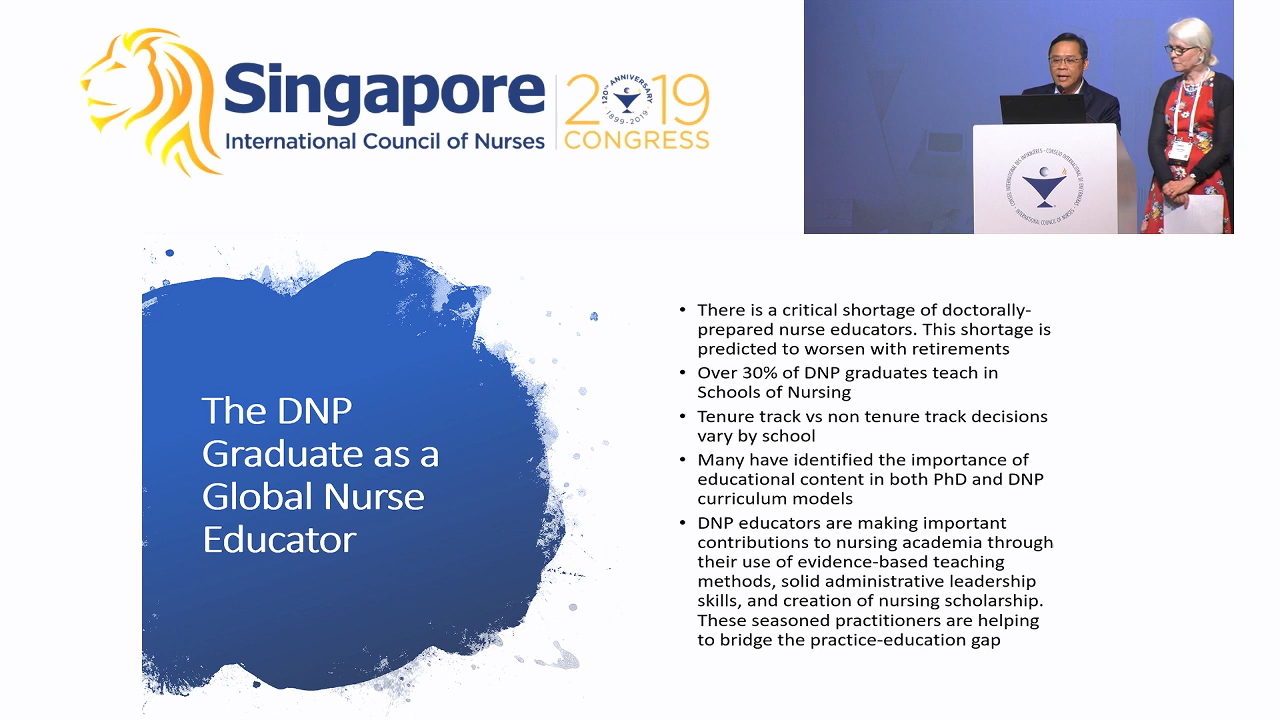 Singapore
International Council of Nurses
2019
120TH ANNIVERSARY
1899-2019
CONGRESS
INTERNATIONAL COUNCIL OF NURSES
The DNP
Graduate as a
Global Nurse
Educator
• There is a critical shortage of doctorally-
prepared nurse educators. This shortage is
predicted to worsen with retirements
• Over 30% of DNP graduates teach in
Schools of Nursing
• Tenure track vs non tenure track decisions
vary by school
• Many have identified the importance of
educational content in both PhD and DNP
curriculum models
• DNP educators are making important
contributions to nursing academia through
their use of evidence-based teaching
methods, solid administrative leadership
skills, and creation of nursing scholarship.
These seasoned practitioners are helping
to bridge the practice-education gap